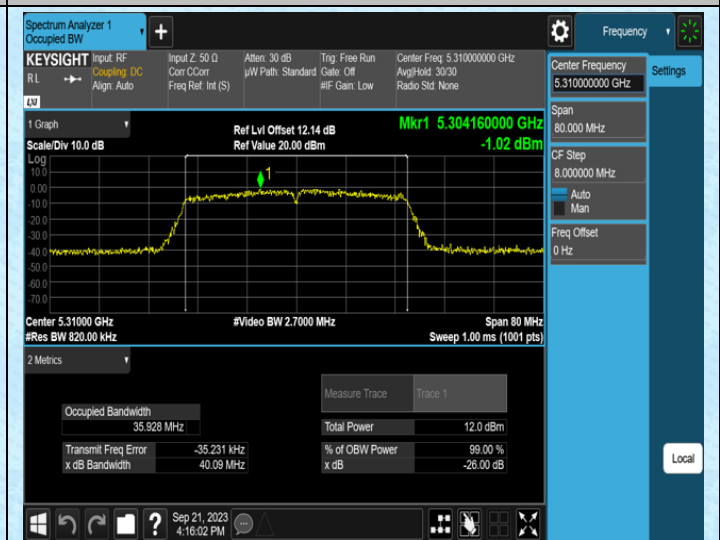 Spectrum Analyzer 1
Occupied BW
+
Frequency
KEYSIGHT
R L
LXI
Input: RF
Coupling: DC
Align: Auto
Input Z: 50 Ω
Corr CCorr
Freq Ref: Int (S)
Atten: 30 dB
µW Path: Standard
Trig: Free Run
Gate: Off
#IF Gain: Low
Center Freq: 5.310000000 GHz
Avg|Hold: 30/30
Radio Std: None
Center Frequency
5.310000000 GHz
Settings
Span
80.000 MHz
CF Step
8.000000 MHz
Auto
Man
Freq Offset
0 Hz
Local
1 Graph
Scale/Div 10.0 dB
Ref Lvl Offset 12.14 dB
Ref Value 20.00 dBm
Mkr1 5.304160000 GHz
-1.02 dBm
Log
10.0
0.00
-10.0
-20.0
-30.0
-40.0
-50.0
-60.0
-70.0
1
Center 5.31000 GHz
#Res BW 820.00 kHz
#Video BW 2.7000 MHz
Span 80 MHz
Sweep 1.00 ms (1001 pts)
2 Metrics
Measure Trace
Trace 1
Occupied Bandwidth
35.928 MHz
Total Power
12.0 dBm
Transmit Freq Error
-35.231 kHz
% of OBW Power
99.00 %
x dB Bandwidth
40.09 MHz
x dB
-26.00 dB
?
Sep 21, 2023
4:16:02 PM